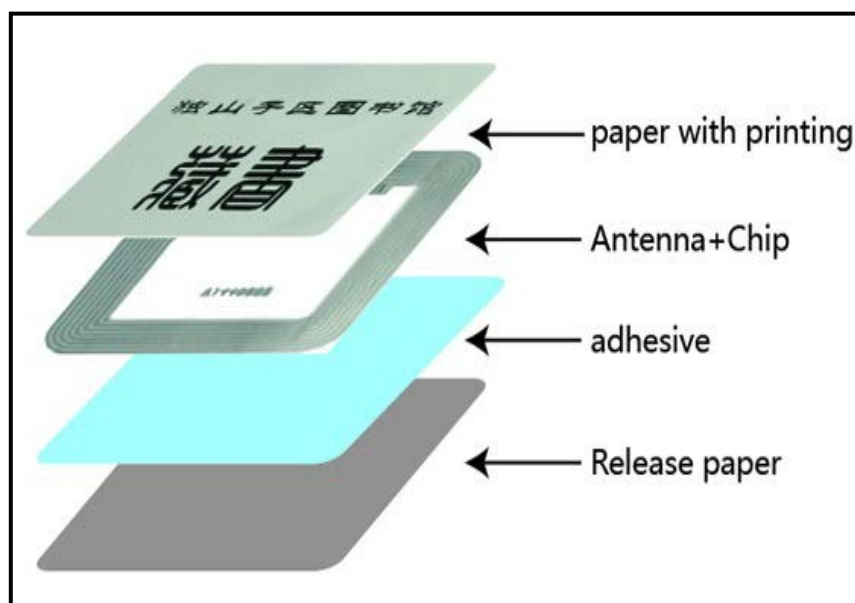 独山子区图书馆
藏書
paper with printing
Antenna+Chip
adhesive
Release paper